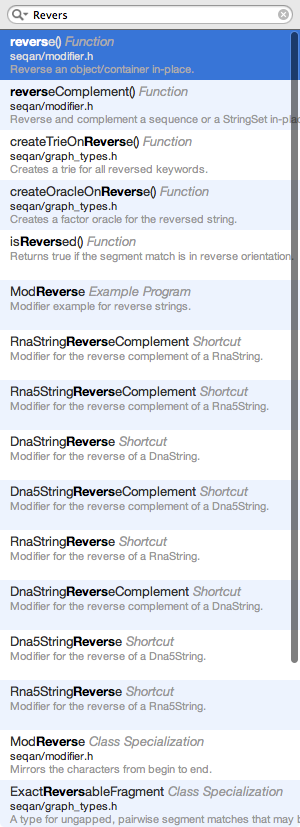 Revers
reverse() Function
seqan/modifier.h
Reverse an object/container in-place.
reverseComplement() Function
seqan/modifier.h
Reverse and complement a sequence or a StringSet in-plac
createTrieOnReverse() Function
seqan/graph_types.h
Creates a trie for all reversed keywords.
createOracleOnReverse() Function
seqan/graph_types.h
Creates a factor oracle for the reversed string.
isReversed() Function
Returns true if the segment match is in reverse orientation.
ModReverse Example Program
Modifier example for reverse strings.
RnaStringReverseComplement Shortcut
Modifier for the reverse complement of a RnaString.
Rna5StringReverseComplement Shortcut
Modifier for the reverse complement of a Rna5String.
DnaStringReverse Shortcut
Modifier for the reverse of a DnaString.
Dna5StringReverseComplement Shortcut
Modifier for the reverse complement of a Dna5String.
RnaStringReverse Shortcut
Modifier for the reverse of a RnaString.
DnaStringReverseComplement Shortcut
Modifier for the reverse complement of a DnaString.
Dna5StringReverse Shortcut
Modifier for the reverse of a Dna5String.
Rna5StringReverse Shortcut
Modifier for the reverse of a Rna5String.
ModReverse Class Specialization
seqan/modifier.h
Mirrors the characters from begin to end.
ExactReversableFragment Class Specialization
seqan/graph_types.h
A type for ungapped, pairwise segment matches that may b